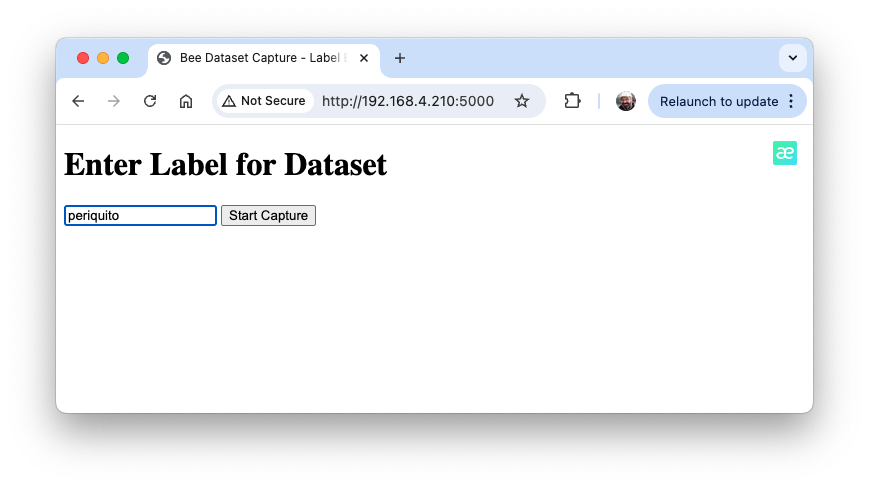 Bee Dataset Capture - Label
Not Secure
http://192.168.4.210:5000
Relaunch to update
Enter Label for Dataset
æ
periquito
Start Capture